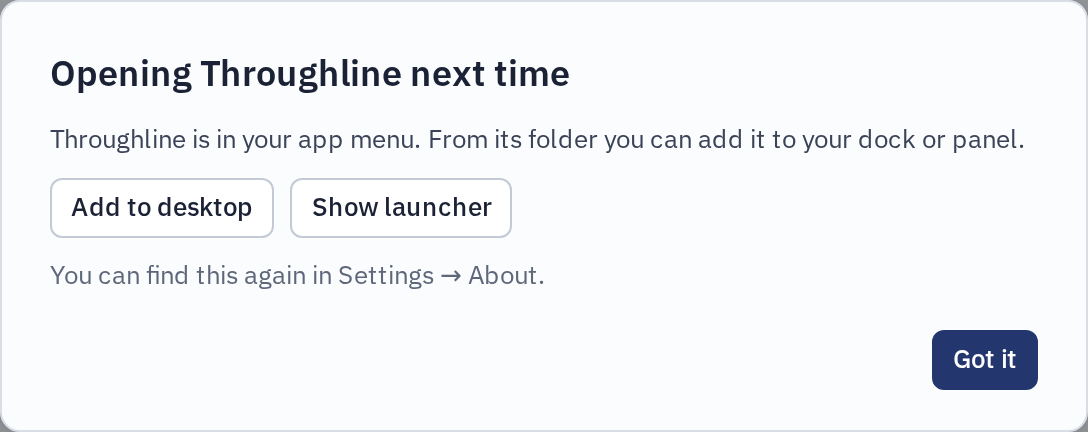 Opening Throughline next time
Throughline is in your app menu. From its folder you can add it to your dock or panel.
Add to desktop
Show launcher
You can find this again in Settings → About.
Got it